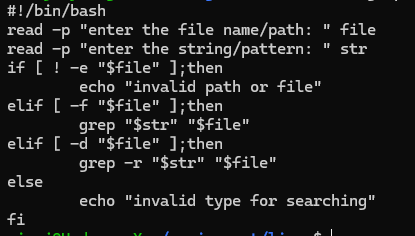 #!/bin/bash
read -p "enter the file name/path: " file
read -p "enter the string/pattern: " str
if [ ! -e "$file" ];then
        echo "invalid path or file"
elif [ -f "$file" ];then
        grep "$str" "$file"
elif [ -d "$file" ];then
        grep -r "$str" "$file"
else
        echo "invalid type for searching"
fi